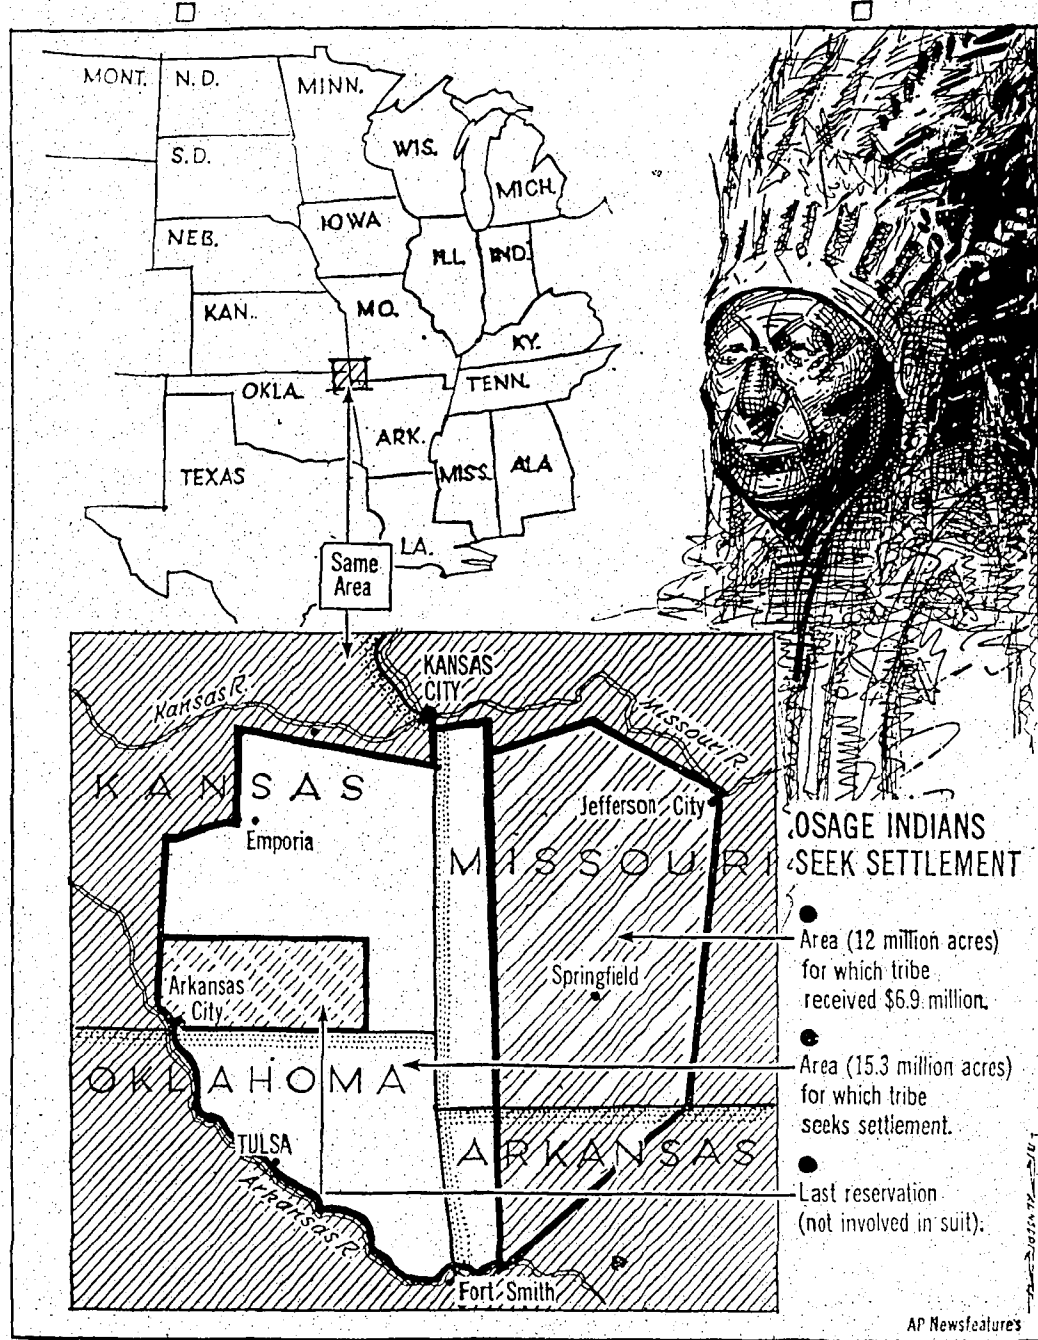 MONT.
N.D.
MINN.
S.D.
WIS.
MICH.
NEB.
IOWA
ILL.
IND.
KAN.
MO.
KY.
OKLA.
TENN.
ARK.
TEXAS
MISS.
ALA
LA.
Same
Area
KANSAS
CITY
Kansas R.
Missouri R.
KANSAS
Jefferson City
Emporia
MISSOURI
Arkansas
City
Springfield
OKLAHOMA
TULSA
ARKANSAS
Arkansas R.
Fort Smith
OSAGE INDIANS
SEEK SETTLEMENT
Area (12 million acres)
for which tribe
received $6.9 million.
Area (15.3 million acres)
for which tribe
seeks settlement.
Last reservation
(not involved in suit).
AP Newsfeatures